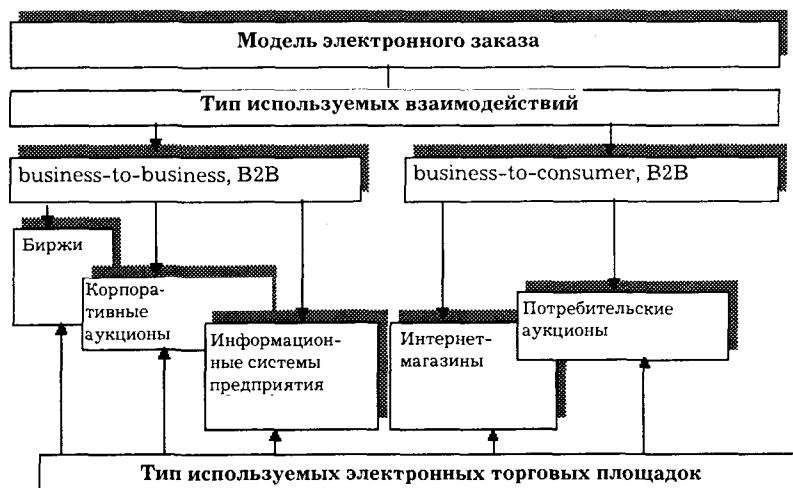 Модель электронного заказа
Тип используемых взаимодействий
business-to-business, B2B
business-to-consumer, B2B
Биржи
Корпора-
тивные
аукционы
Информацион-
ные системы
предприятия
Интернет-
магазины
Потребительские
аукционы
Тип используемых электронных торговых площадок